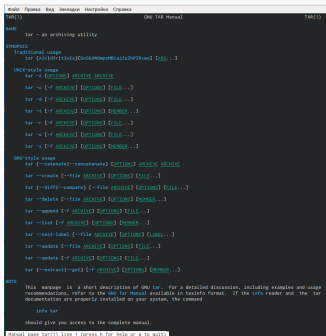 Файл Правка Вид Закладки Настройка Справка
TAR(1) GNU TAR Manual TAR(1)
NAME
tar - an archiving utility
SYNOPSIS
Traditional usage
tar [ARG...]
UNIX-style usage
tar -A [OPTIONS] ARCHIVE ARCHIVE
tar -c [-f ARCHIVE] [OPTIONS] [FILE...]
tar -d [-f ARCHIVE] [OPTIONS] [FILE...]
tar -t [-f ARCHIVE] [OPTIONS] [MEMBER...]
tar -r [-f ARCHIVE] [OPTIONS] [FILE...]
tar -u [-f ARCHIVE] [OPTIONS] [FILE...]
tar -x [-f ARCHIVE] [OPTIONS] [MEMBER...]
GNU-style usage
tar {--catenate|--concatenate} [OPTIONS] ARCHIVE ARCHIVE
tar --create [--file ARCHIVE] [OPTIONS] [FILE...]
tar {--diff|--compare} [--file ARCHIVE] [OPTIONS] [FILE...]
tar --delete [--file ARCHIVE] [OPTIONS] [MEMBER...]
tar --append [-f ARCHIVE] [OPTIONS] [FILE...]
tar --list [-f ARCHIVE] [OPTIONS] [MEMBER...]
tar --test-label [--file ARCHIVE] [OPTIONS] [LABEL...]
tar --update [--file ARCHIVE] [OPTIONS] [FILE...]
tar --update [-f ARCHIVE] [OPTIONS] [FILE...]
tar {--extract|--get} [-f ARCHIVE] [OPTIONS] [MEMBER...]
NOTE
This manpage is a short description of GNU tar. For a detailed discussion, including examples and usage
recommendations, refer to the GNU Tar Manual available in texinfo format. If the info reader and the tar
documentation are properly installed on your system, the command
info tar
should give you access to the complete manual.
Manual page tar(1) line 1 (press h for help or q to quit)